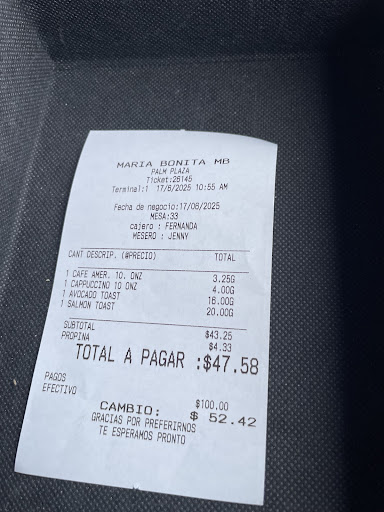 MARIA BONITA MB
PALM PLAZA
Ticket:26145
Terminal:1 17/6/2025 10:55 AM
Fecha de negocio:17/06/2025
MESA:33
cajero : FERNANDA
MESERO : JENNY
CANT DESCRIP. (#PRECIO) TOTAL
1 CAFE AMER. 10. ONZ 3.25G
1 CAPPUCCINO 10 ONZ 4.00G
1 AVOCADO TOAST 16.00G
1 SALMON TOAST 20.00G
SUBTOTAL $43.25
PROPINA $4.33
TOTAL A PAGAR :$47.58
PAGOS
EFECTIVO $100.00
CAMBIO: $ 52.42
GRACIAS POR PREFERIRNOS
TE ESPERAMOS PRONTO